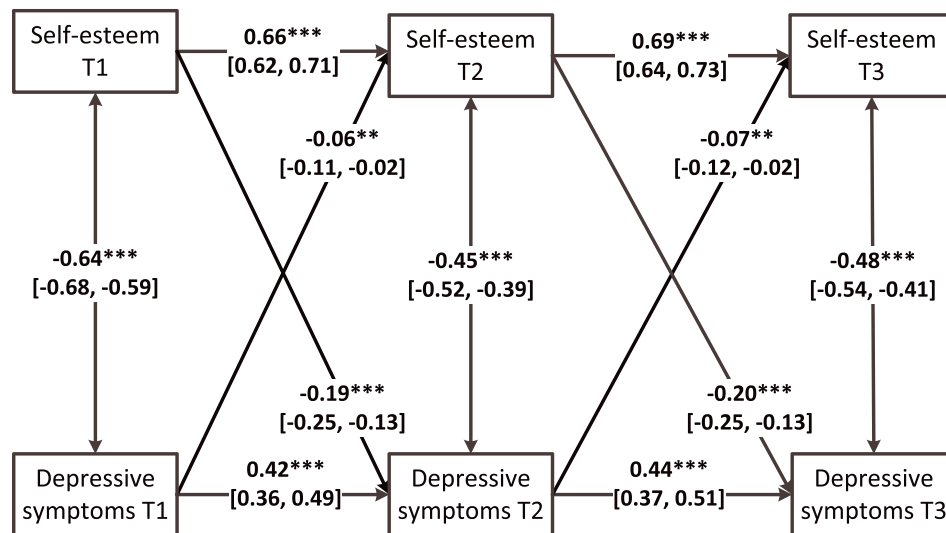 Self-esteem
T1
0.66***
[0.62, 0.71]
Self-esteem
T2
0.69***
[0.64, 0.73]
Self-esteem
T3
-0.06**
[-0.11, -0.02]
-0.07**
[-0.12, -0.02]
-0.64***
[-0.68, -0.59]
-0.45***
[-0.52, -0.39]
-0.48***
[-0.54, -0.41]
-0.19***
[-0.25, -0.13]
-0.20***
[-0.25, -0.13]
Depressive
symptoms T1
0.42***
[0.36, 0.49]
Depressive
symptoms T2
0.44***
[0.37, 0.51]
Depressive
symptoms T3